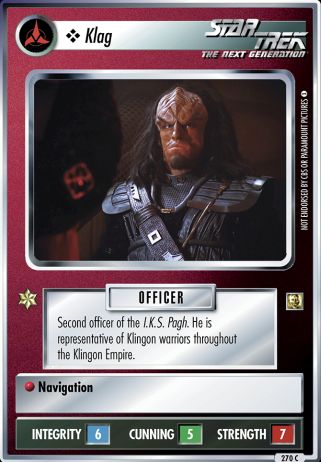 Klag
STAR TREK
THE NEXT GENERATION
NOT ENDORSED BY CBS OR PARAMOUNT PICTURES
OFFICER
Second officer of the I.K.S. Pagh. He is
representative of Klingon warriors throughout
the Klingon Empire.
Navigation
INTEGRITY 6 CUNNING 5 STRENGTH 7
270 C